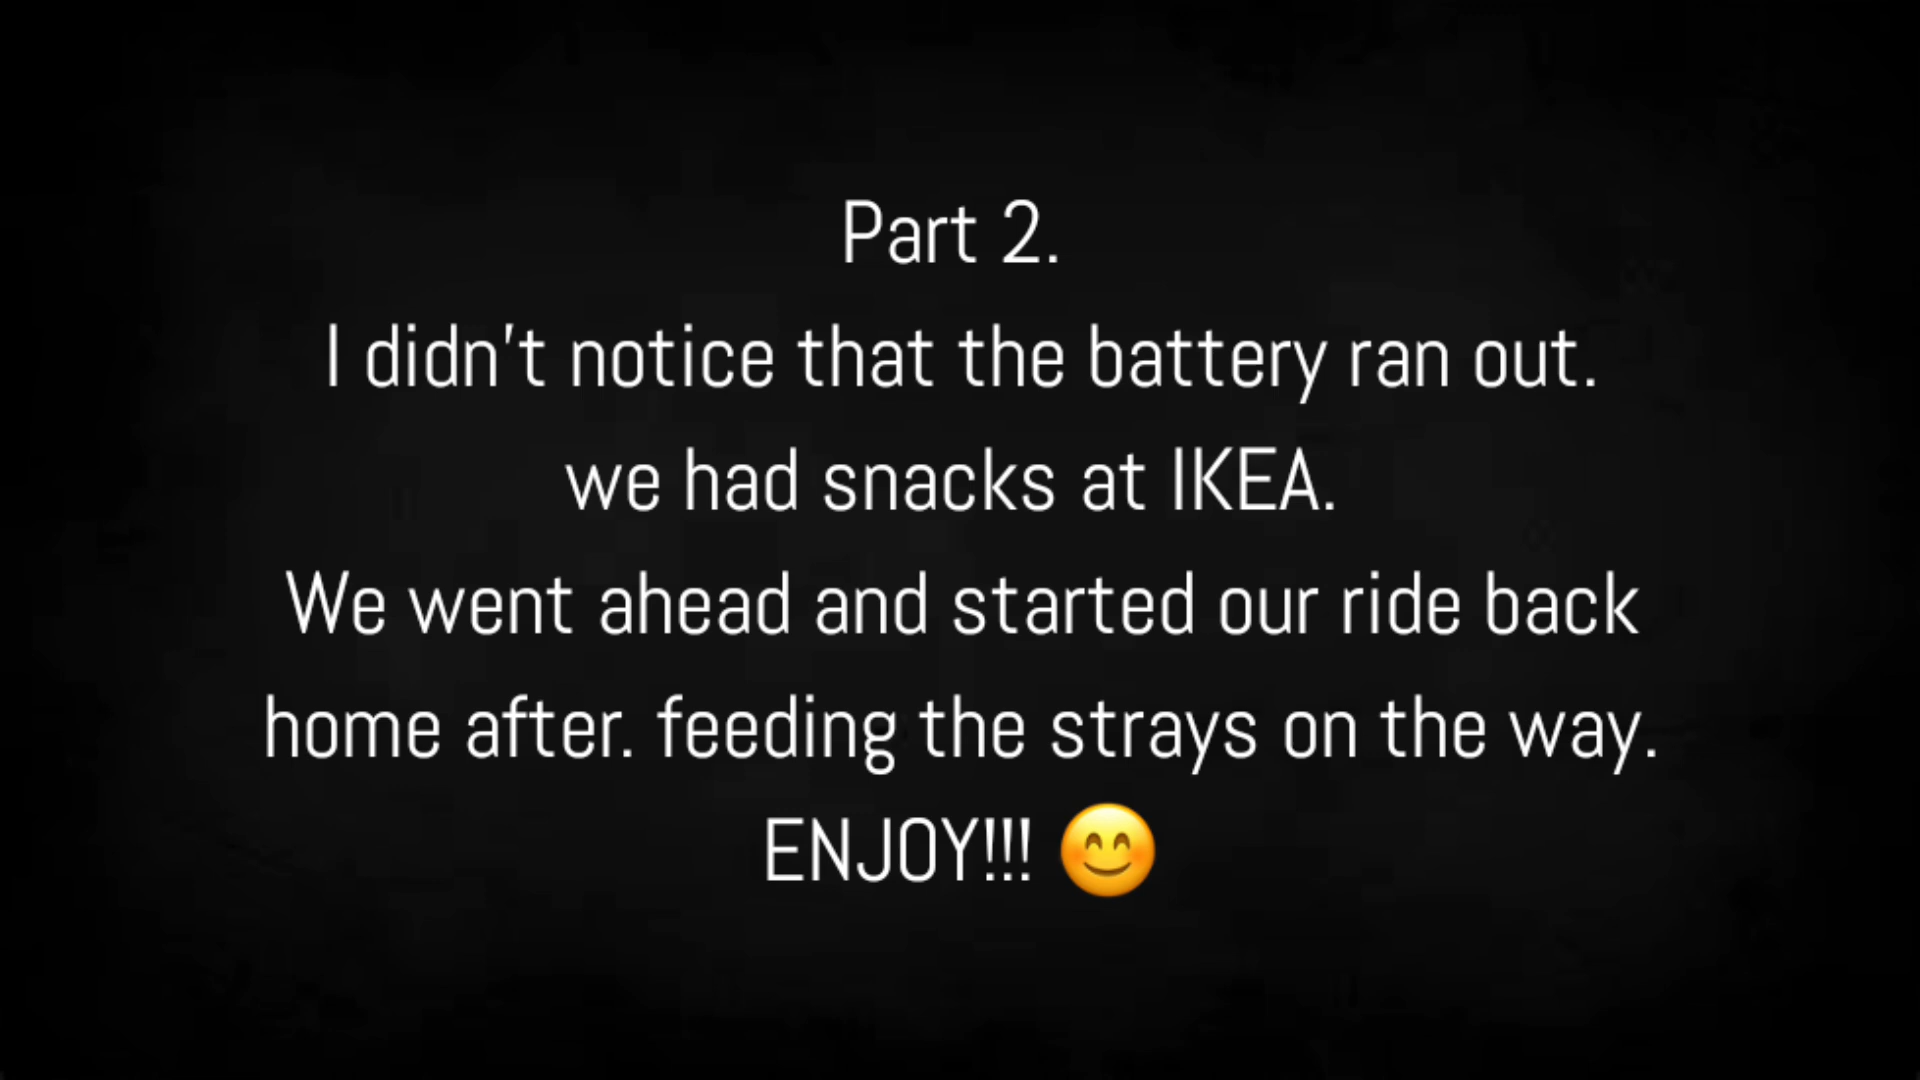 Part 2.
I didn't notice that the battery ran out.
we had snacks at IKEA.
We went ahead and started our ride back
home after. feeding the strays on the way.
ENJOY!!! 😊